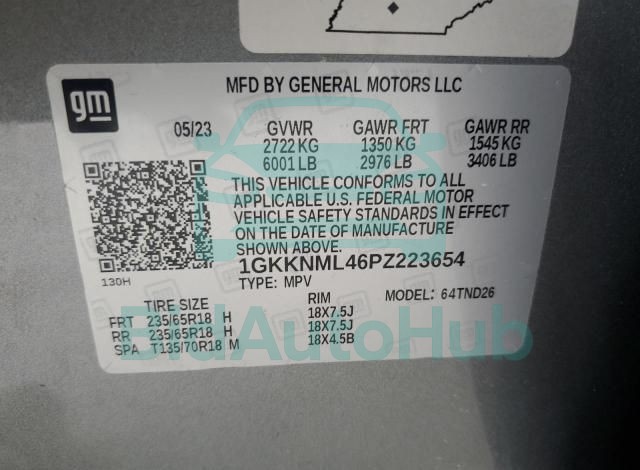 gm
MFD BY GENERAL MOTORS LLC
05/23 GVWR GAWR FRT GAWR RR
2722 KG 1350 KG 1545 KG
6001 LB 2976 LB 3406 LB
THIS VEHICLE CONFORMS TO ALL
APPLICABLE U.S. FEDERAL MOTOR
VEHICLE SAFETY STANDARDS IN EFFECT
ON THE DATE OF MANUFACTURE
SHOWN ABOVE.
1GKKNML46PZ223654
130H
TYPE: MPV MODEL: 64TND26
TIRE SIZE RIM
FRT 235/65R18 H 18X7.5J
RR 235/65R18 H 18X7.5J
SPA T135/70R18 M 18X4.5B
BidAutoHub